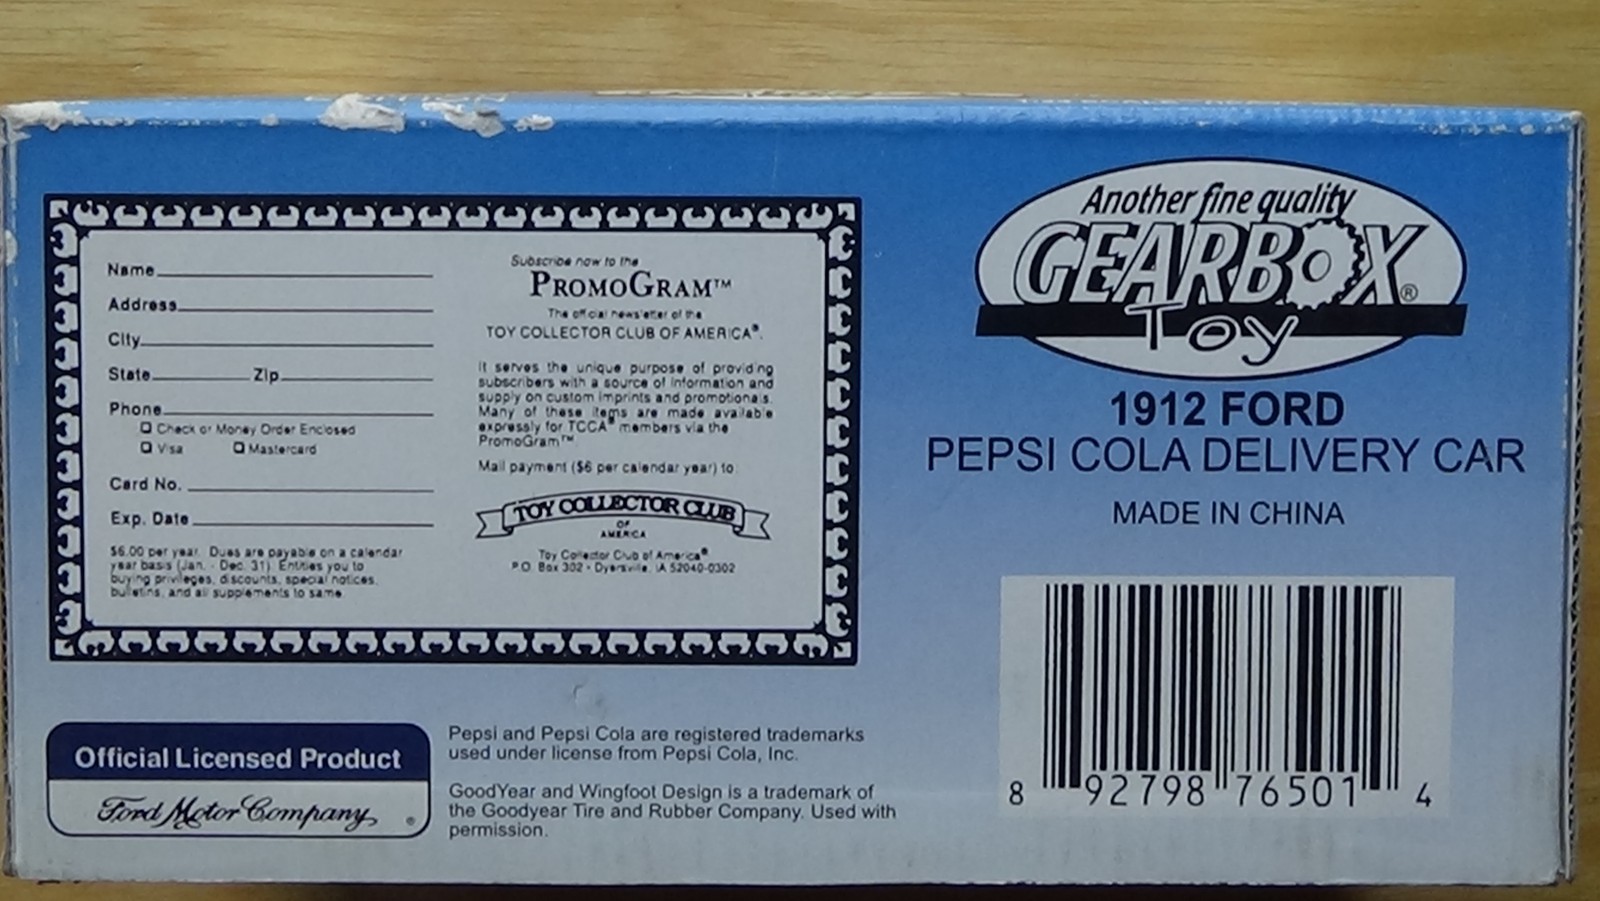 Name
Address
City
State Zip
Phone
Check or Money Order Enclosed
Visa Mastercard
Card No.
Exp. Date
$6.00 per year. Dues are payable on a calendar
year basis (Jan. - Dec. 31). Entitles you to
buying privileges, discounts, special notices,
bulletins, and all supplements to same
Subscribe now to the
PROMOGRAM™
The official newsletter of the
TOY COLLECTOR CLUB OF AMERICA®.
It serves the unique purpose of providing
subscribers with a source of information and
supply on custom imprints and promotionals.
Many of these items are made available
expressly for TCCA® members via the
PromoGram™
Mail payment ($6 per calendar year) to:
TOY COLLECTOR CLUB
OF
AMERICA
Toy Collector Club of America®
P.O. Box 302 • Dyersville, IA 52040-0302
Another fine quality
GEARBOX®
Toy
1912 FORD
PEPSI COLA DELIVERY CAR
MADE IN CHINA
8 92798 76501 4
Official Licensed Product
Ford Motor Company ®
Pepsi and Pepsi Cola are registered trademarks
used under license from Pepsi Cola, Inc.
GoodYear and Wingfoot Design is a trademark of
the Goodyear Tire and Rubber Company. Used with
permission.